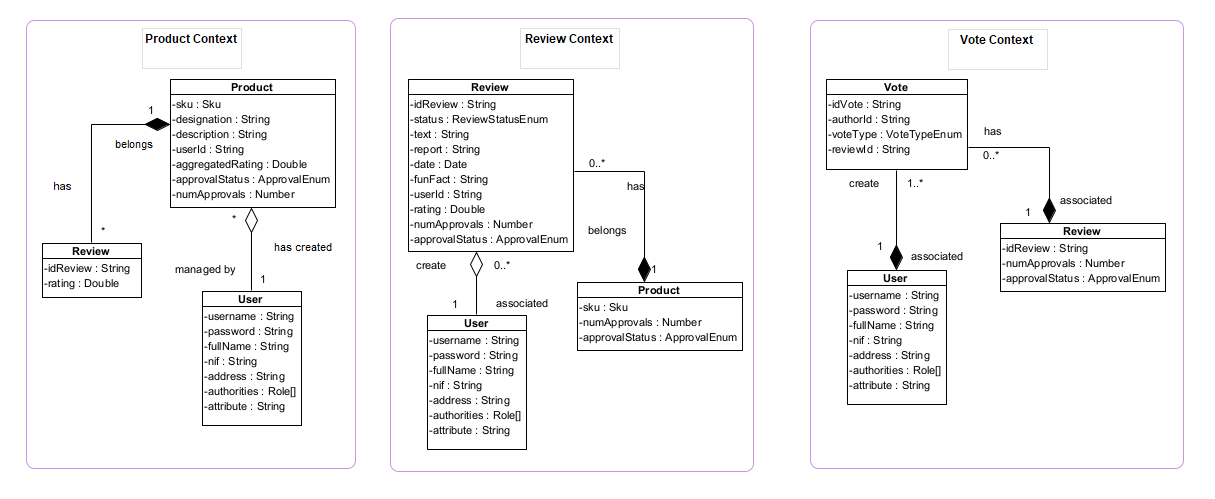 Product Context
Product
-sku : Sku
-designation : String
-description : String
-userId : String
-aggregatedRating : Double
-approvalStatus : ApprovalEnum
-numApprovals : Number
1
belongs
has
*
Review
-idReview : String
-rating : Double
*
has created
managed by
1
User
-username : String
-password : String
-fullName : String
-nif : String
-address : String
-authorities : Role[]
-attribute : String
Review Context
Review
-idReview : String
-status : ReviewStatusEnum
-text : String
-report : String
-date : Date
-funFact : String
-userId : String
-rating : Double
-numApprovals : Number
-approvalStatus : ApprovalEnum
0..*
has
belongs
1
Product
-sku : Sku
-numApprovals : Number
-approvalStatus : ApprovalEnum
create
0..*
1
associated
User
-username : String
-password : String
-fullName : String
-nif : String
-address : String
-authorities : Role[]
-attribute : String
Vote Context
Vote
-idVote : String
-authorId : String
-voteType : VoteTypeEnum
-reviewId : String
has
0..*
associated
1
Review
-idReview : String
-numApprovals : Number
-approvalStatus : ApprovalEnum
create
1..*
1
associated
User
-username : String
-password : String
-fullName : String
-nif : String
-address : String
-authorities : Role[]
-attribute : String